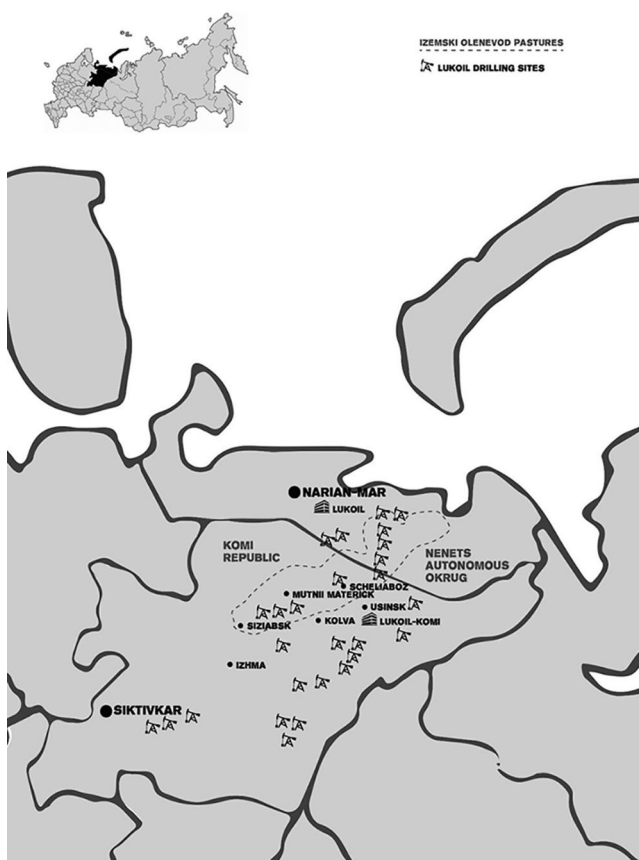 IZEMSKI OLENEVOD PASTURES
LUKOIL DRILLING SITES
NARIAN-MAR
LUKOIL
KOMI
REPUBLIC
NENETS
AUTONOMOUS
OKRUG
SCHELIABOZ
MUTNII MATERICK
USINSK
SIZIABSK
KOLVA
LUKOIL-KOMI
IZHMA
SIKTIVKAR